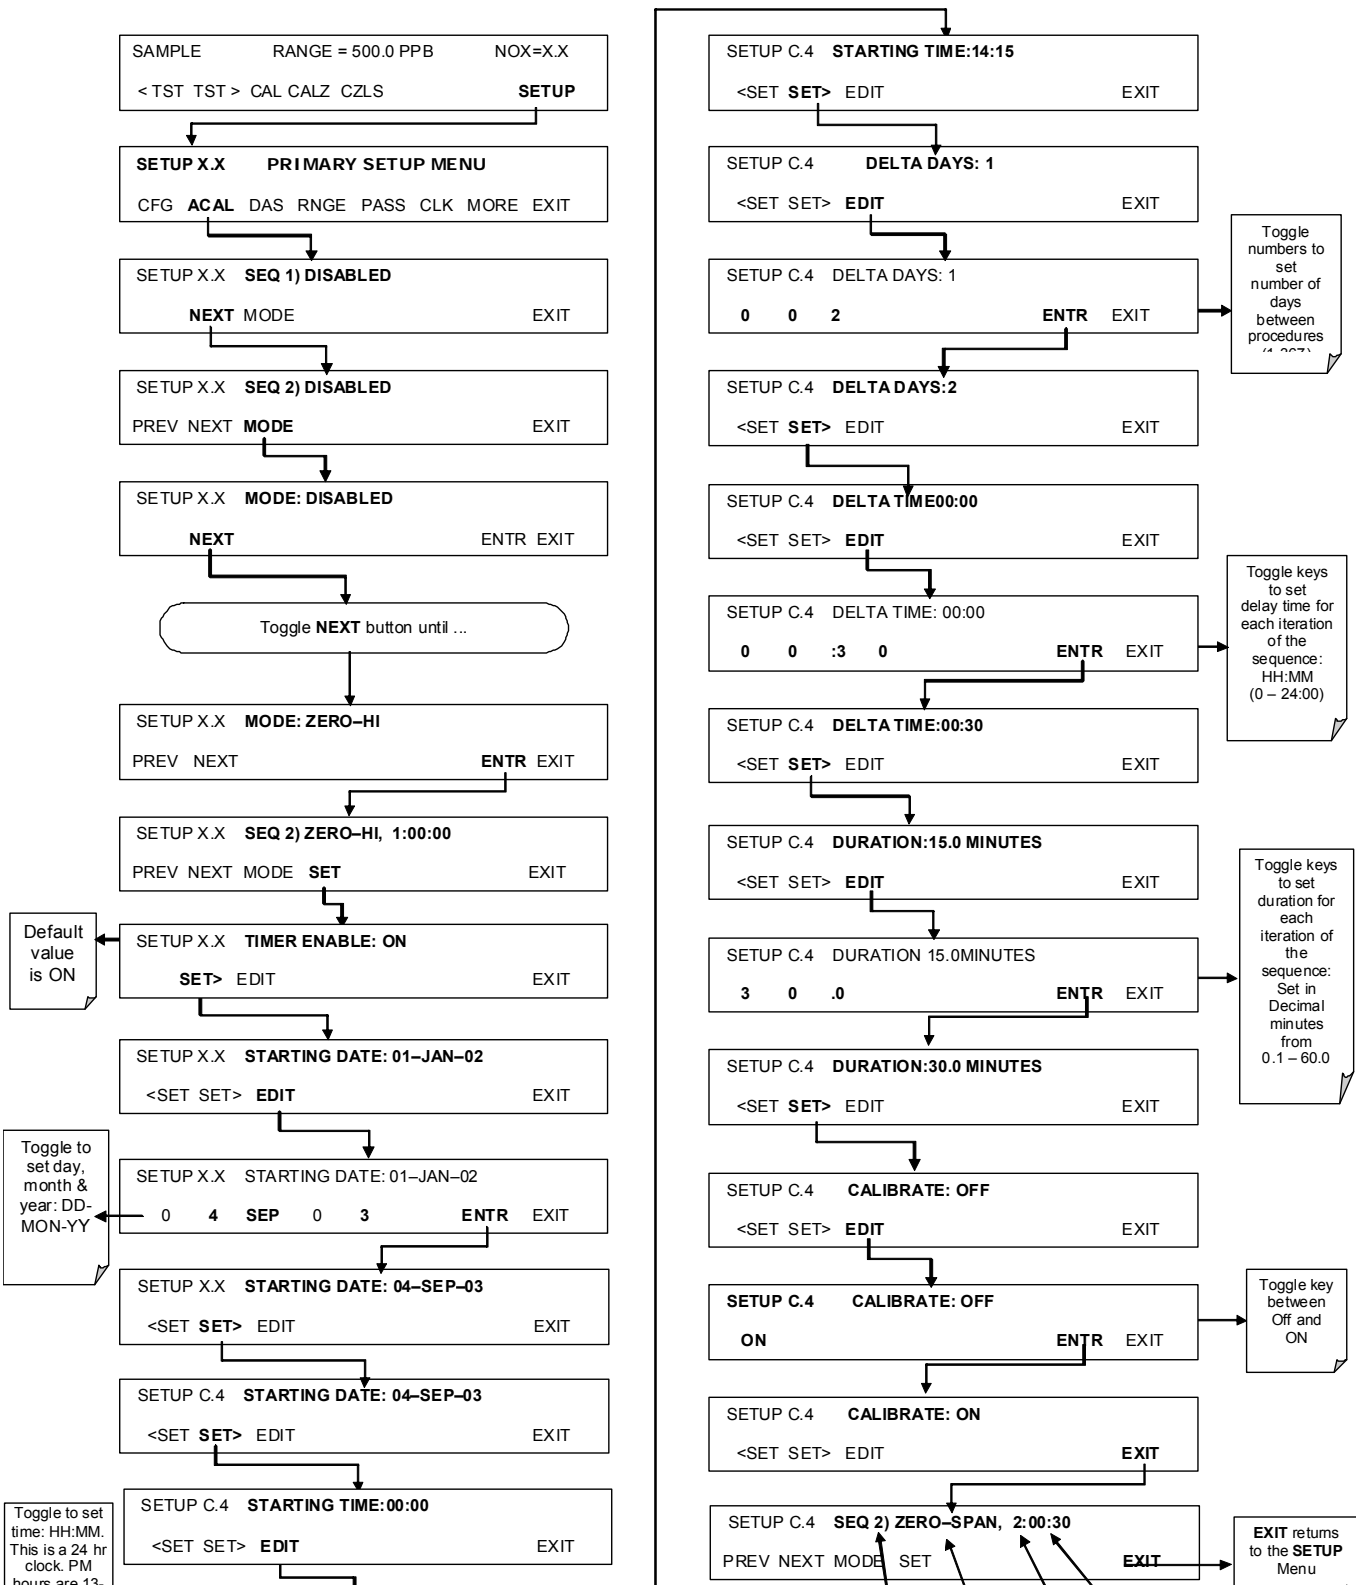 SAMPLE RANGE = 500.0 PPB NOX=X.X
< TST TST > CAL CALZ CZLS SETUP
SETUP X.X PRIMARY SETUP MENU
CFG ACAL DAS RNGE PASS CLK MORE EXIT
SETUP X.X SEQ 1) DISABLED
NEXT MODE EXIT
SETUP X.X SEQ 2) DISABLED
PREV NEXT MODE EXIT
SETUP X.X MODE: DISABLED
NEXT ENTR EXIT
Toggle NEXT button until ...
SETUP X.X MODE: ZERO–HI
PREV NEXT ENTR EXIT
SETUP X.X SEQ 2) ZERO–HI, 1:00:00
PREV NEXT MODE SET EXIT
Default
value
is ON
SETUP X.X TIMER ENABLE: ON
SET> EDIT EXIT
SETUP X.X STARTING DATE: 01–JAN–02
<SET SET> EDIT EXIT
Toggle to
set day,
month &
year: DD-
MON-YY
SETUP X.X STARTING DATE: 01–JAN–02
0 4 SEP 0 3 ENTR EXIT
SETUP X.X STARTING DATE: 04–SEP–03
<SET SET> EDIT EXIT
SETUP C.4 STARTING DATE: 04–SEP–03
<SET SET> EDIT EXIT
Toggle to set
time: HH:MM.
This is a 24 hr
clock. PM
hours are 13-
SETUP C.4 STARTING TIME:00:00
<SET SET> EDIT EXIT
SETUP C.4 STARTING TIME:14:15
<SET SET> EDIT EXIT
SETUP C.4 DELTA DAYS: 1
<SET SET> EDIT EXIT
SETUP C.4 DELTA DAYS: 1
0 0 2 ENTR EXIT
Toggle
numbers to
set
number of
days
between
procedures
SETUP C.4 DELTA DAYS:2
<SET SET> EDIT EXIT
SETUP C.4 DELTA TIME00:00
<SET SET> EDIT EXIT
SETUP C.4 DELTA TIME: 00:00
0 0 :3 0 ENTR EXIT
Toggle keys
to set
delay time for
each iteration
of the
sequence:
HH:MM
(0 – 24:00)
SETUP C.4 DELTA TIME:00:30
<SET SET> EDIT EXIT
SETUP C.4 DURATION:15.0 MINUTES
<SET SET> EDIT EXIT
SETUP C.4 DURATION 15.0MINUTES
3 0 .0 ENTR EXIT
Toggle keys
to set
duration for
each
iteration of
the
sequence:
Set in
Decimal
minutes
from
0.1 – 60.0
SETUP C.4 DURATION:30.0 MINUTES
<SET SET> EDIT EXIT
SETUP C.4 CALIBRATE: OFF
<SET SET> EDIT EXIT
SETUP C.4 CALIBRATE: OFF
ON ENTR EXIT
Toggle key
between
Off and
ON
SETUP C.4 CALIBRATE: ON
<SET SET> EDIT EXIT
SETUP C.4 SEQ 2) ZERO–SPAN, 2:00:30
PREV NEXT MODE SET EXIT
EXIT returns
to the SETUP
Menu